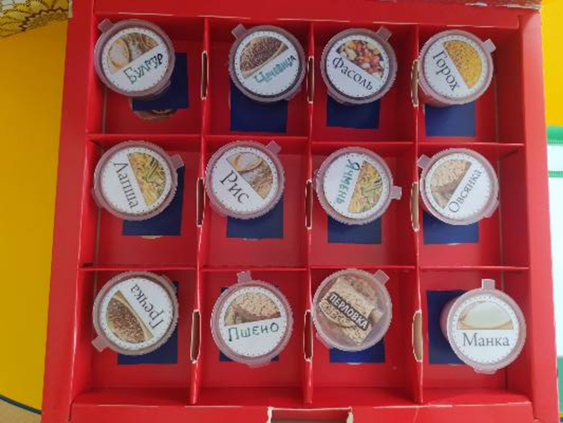 Булгур
Чечевица
Фасоль
Горох
Лапша
Рис
Ячмень
Овсянка
Гречка
Пшено
ПЕРЛОВКА
Манка